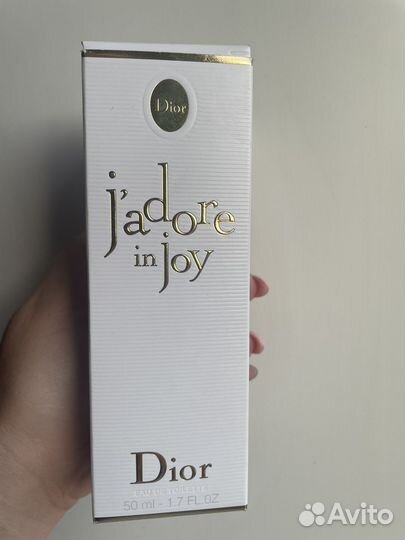 Dior
j'adore
in joy
Dior
EAU DE TOILETTE
50 ml - 1.7 FL.OZ
Avito